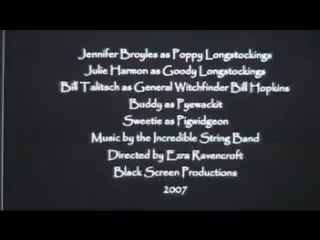 Jennifer Broyles as Poppy Longstockings
Julie Harmon as Goody Longstockings
Bill Talitsch as General Witchfinder Bill Hopkins
Buddy as Pyewackit
Sweetie as Pigwidgeon
Music by the Incredible String Band
Directed by Ezra Ravencroft
Black Screen Productions
2007